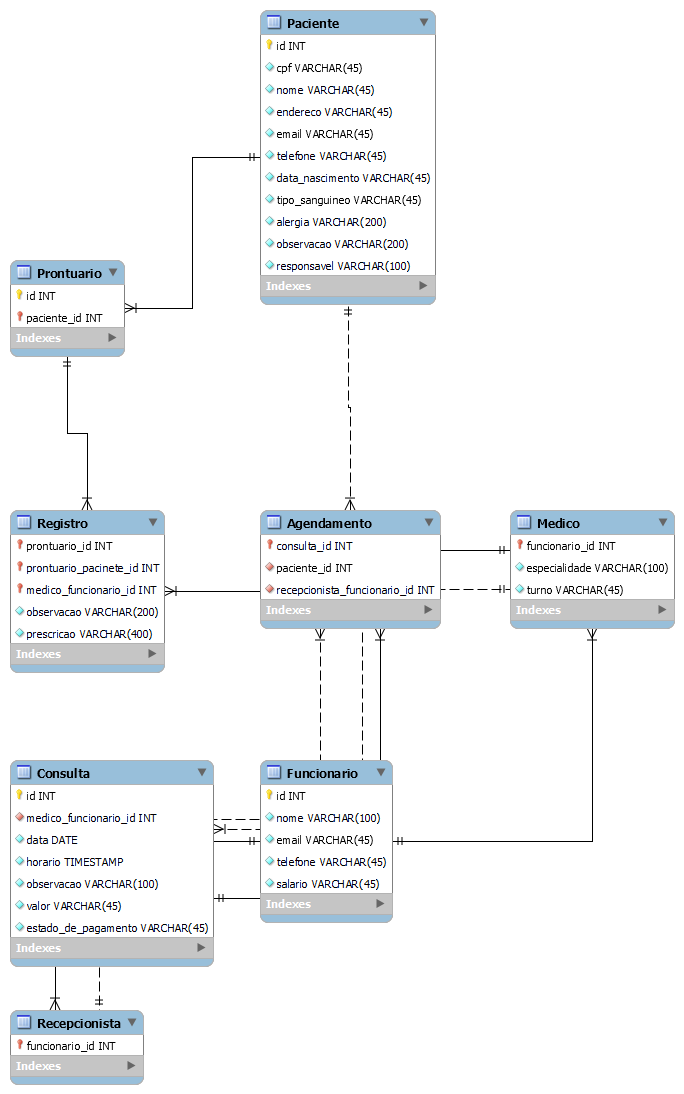 Paciente
id INT
cpf VARCHAR(45)
nome VARCHAR(45)
endereco VARCHAR(45)
email VARCHAR(45)
telefone VARCHAR(45)
data_nascimento VARCHAR(45)
tipo_sanguineo VARCHAR(45)
alergia VARCHAR(200)
observacao VARCHAR(200)
responsavel VARCHAR(100)
Indexes
Prontuario
id INT
paciente_id INT
Indexes
Registro
prontuario_id INT
prontuario_pacinete_id INT
medico_funcionario_id INT
observacao VARCHAR(200)
prescricao VARCHAR(400)
Indexes
Agendamento
consulta_id INT
paciente_id INT
recepcionista_funcionario_id INT
Indexes
Medico
funcionario_id INT
especialidade VARCHAR(100)
turno VARCHAR(45)
Indexes
Consulta
id INT
medico_funcionario_id INT
data DATE
horario TIMESTAMP
observacao VARCHAR(100)
valor VARCHAR(45)
estado_de_pagamento VARCHAR(45)
Indexes
Funcionario
id INT
nome VARCHAR(100)
email VARCHAR(45)
telefone VARCHAR(45)
salario VARCHAR(45)
Indexes
Recepcionista
funcionario_id INT
Indexes